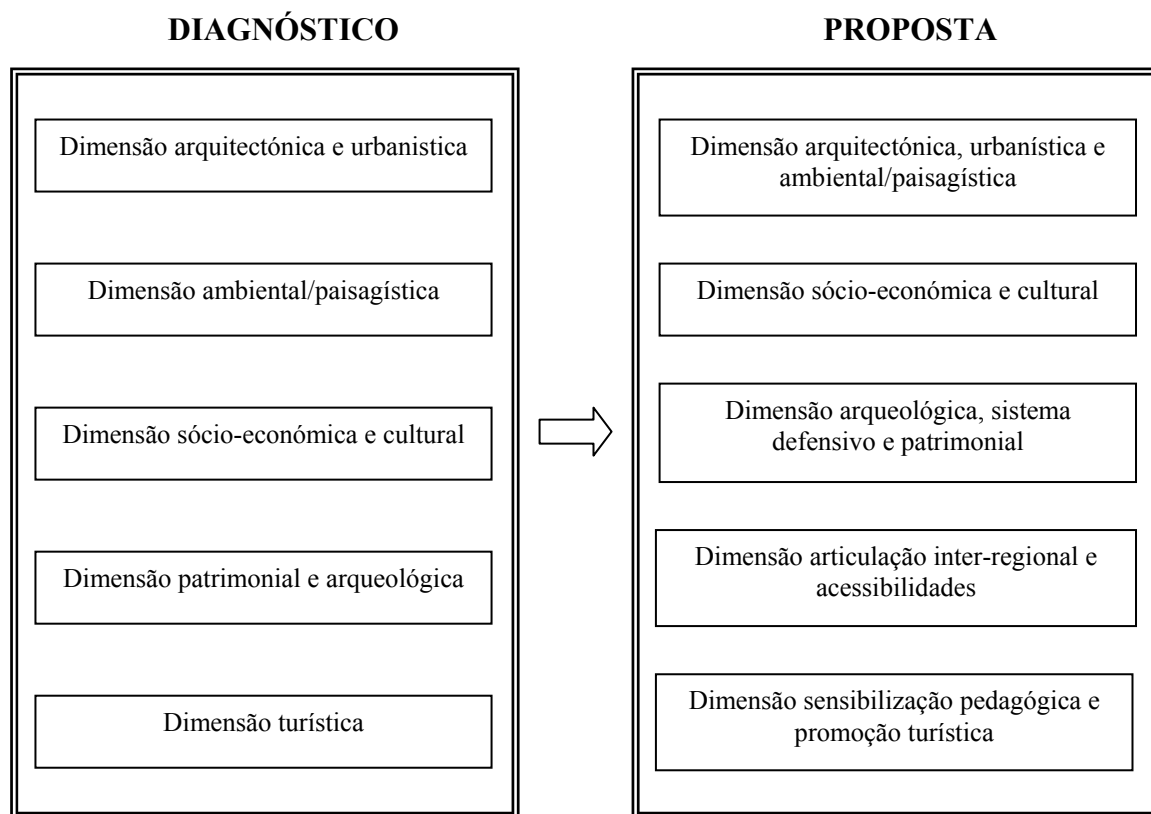 DIAGNÓSTICO
Dimensão arquitectónica e urbanistica
Dimensão ambiental/paisagística
Dimensão sócio-económica e cultural
Dimensão patrimonial e arqueológica
Dimensão turística
PROPOSTA
Dimensão arquitectónica, urbanística e
ambiental/paisagística
Dimensão sócio-económica e cultural
Dimensão arqueológica, sistema
defensivo e patrimonial
Dimensão articulação inter-regional e
acessibilidades
Dimensão sensibilização pedagógica e
promoção turística